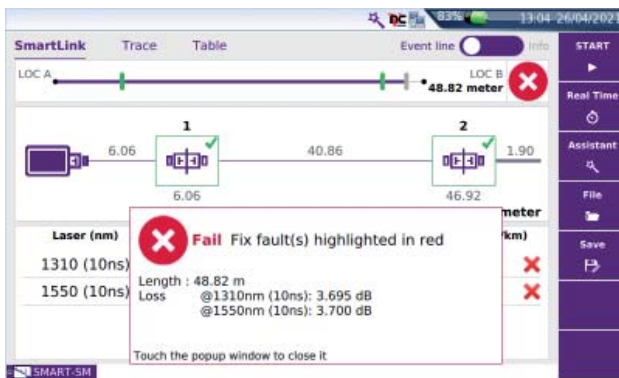 83%
13:04 26/04/2021
SmartLink Trace Table Event line Info START
LOC A LOC B
48.82 meter
Real Time
1 2
6.06 40.86 1.90
Assistant
6.06 46.92
File
meter
Laser (nm) /km)
Fail Fix fault(s) highlighted in red
Save
1310 (10ns)
Length : 48.82 m
1550 (10ns)
Loss @1310nm (10ns): 3.695 dB
@1550nm (10ns): 3.700 dB
Touch the popup window to close it
SMART-SM